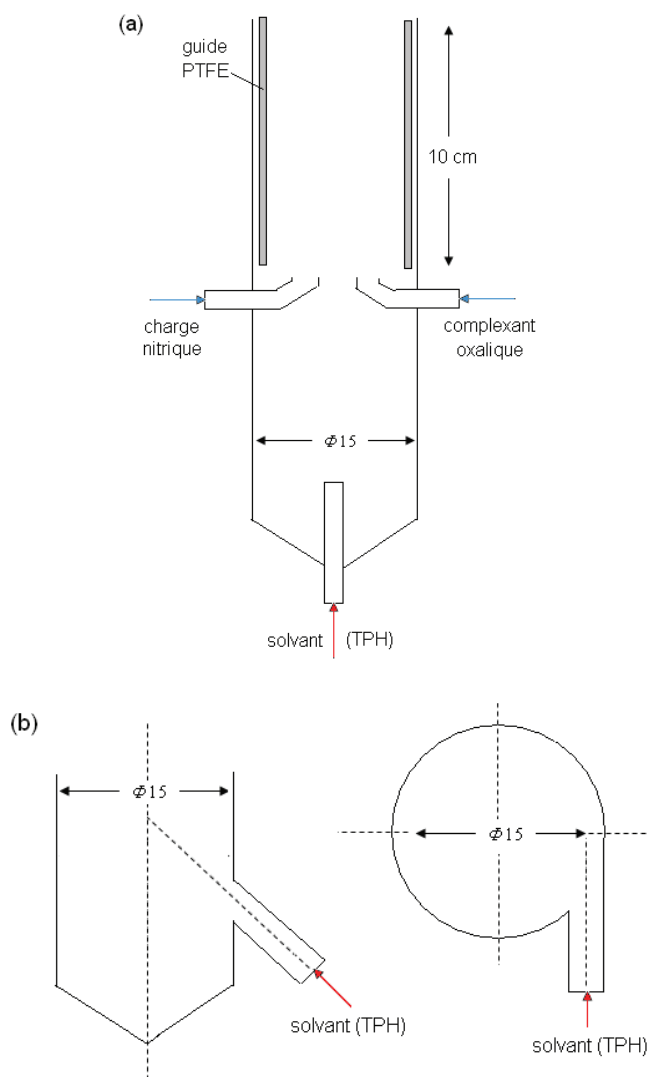 (a)
guide
PTFE
10 cm
charge
nitrique
complexant
oxalique
Φ15
solvant (TPH)
(b)
Φ15
Φ15
solvant (TPH)
solvant (TPH)